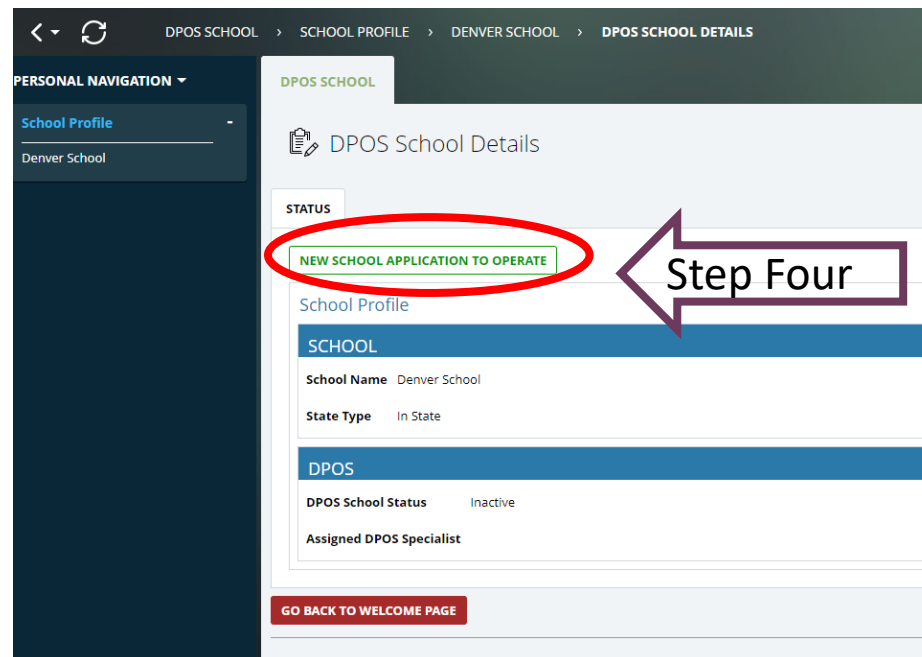 DPOS SCHOOL › SCHOOL PROFILE › DENVER SCHOOL › DPOS SCHOOL DETAILS
PERSONAL NAVIGATION
School Profile -
Denver School
DPOS SCHOOL
DPOS School Details
STATUS
NEW SCHOOL APPLICATION TO OPERATE
Step Four
School Profile
SCHOOL
School Name Denver School
State Type In State
DPOS
DPOS School Status Inactive
Assigned DPOS Specialist
GO BACK TO WELCOME PAGE